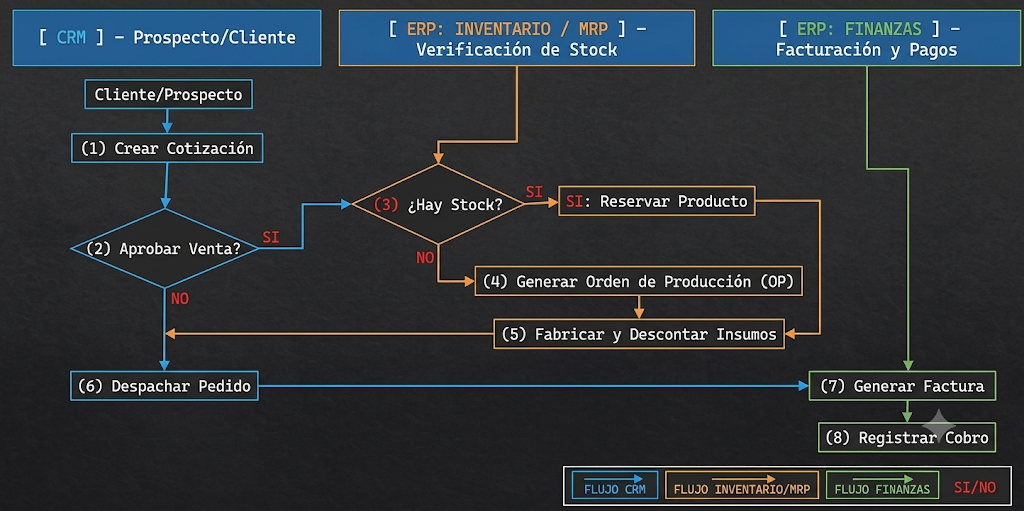 [ CRM ] – Prospecto/Cliente
[ ERP: INVENTARIO / MRP ] –
Verificación de Stock
[ ERP: FINANZAS ] –
Facturación y Pagos
Cliente/Prospecto
(1) Crear Cotización
(2) Aprobar Venta?
SI
NO
(3) ¿Hay Stock?
SI
SI: Reservar Producto
NO
(4) Generar Orden de Producción (OP)
(5) Fabricar y Descontar Insumos
(6) Despachar Pedido
(7) Generar Factura
(8) Registrar Cobro
FLUJO CRM
FLUJO INVENTARIO/MRP
FLUJO FINANZAS
SI/NO